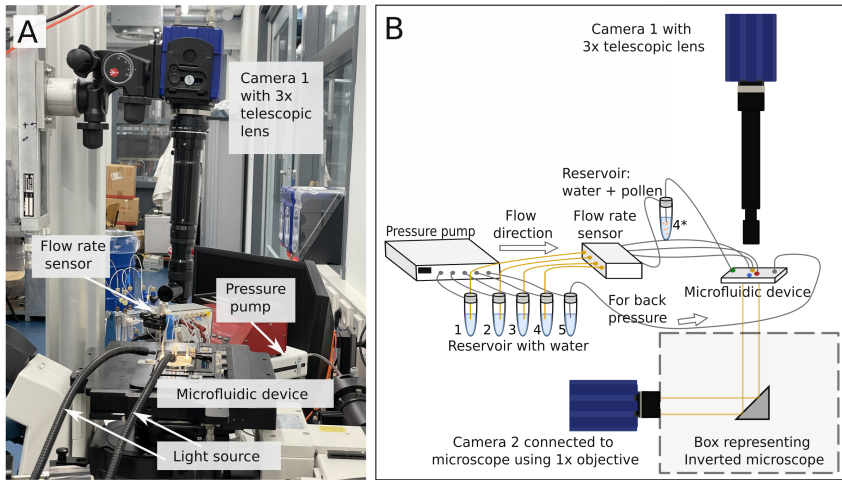 A
Camera 1
with 3x
telescopic
lens
Flow rate
sensor
Pressure
pump
Microfluidic device
Light source
B
Camera 1 with
3x telescopic lens
Reservoir:
water + pollen
4*
Pressure pump
Flow
direction
Flow rate
sensor
Microfluidic device
1 2 3 4 5
Reservoir with water
For back
pressure
Camera 2 connected to
microscope using 1x objective
Box representing
Inverted microscope